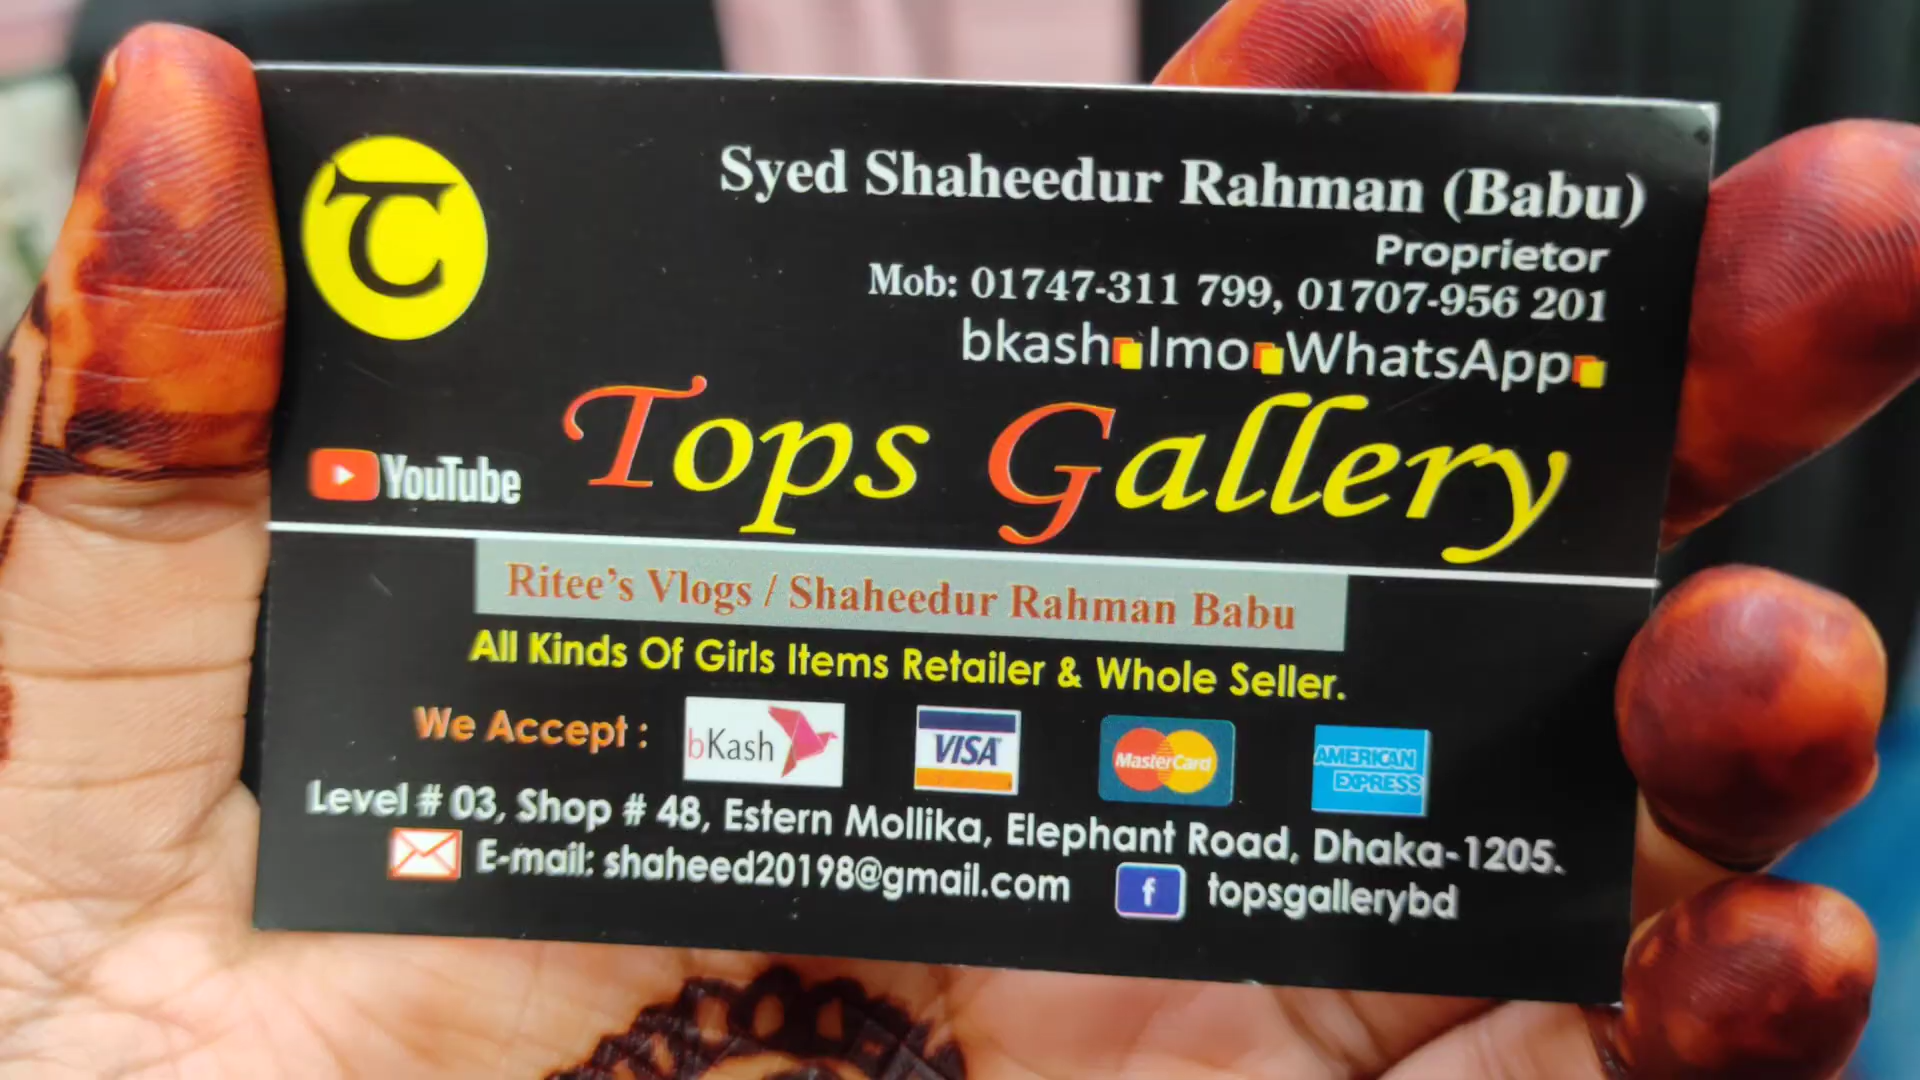 Syed Shaheedur Rahman (Babu)
Proprietor
Mob: 01747-311 799, 01707-956 201
bkash Imo WhatsApp
YouTube
Tops Gallery
Ritee's Vlogs / Shaheedur Rahman Babu
All Kinds Of Girls Items Retailer & Whole Seller.
We Accept : bKash VISA MasterCard AMERICAN EXPRESS
Level # 03, Shop # 48, Estern Mollika, Elephant Road, Dhaka-1205.
E-mail: shaheed20198@gmail.com f topsgallerybd